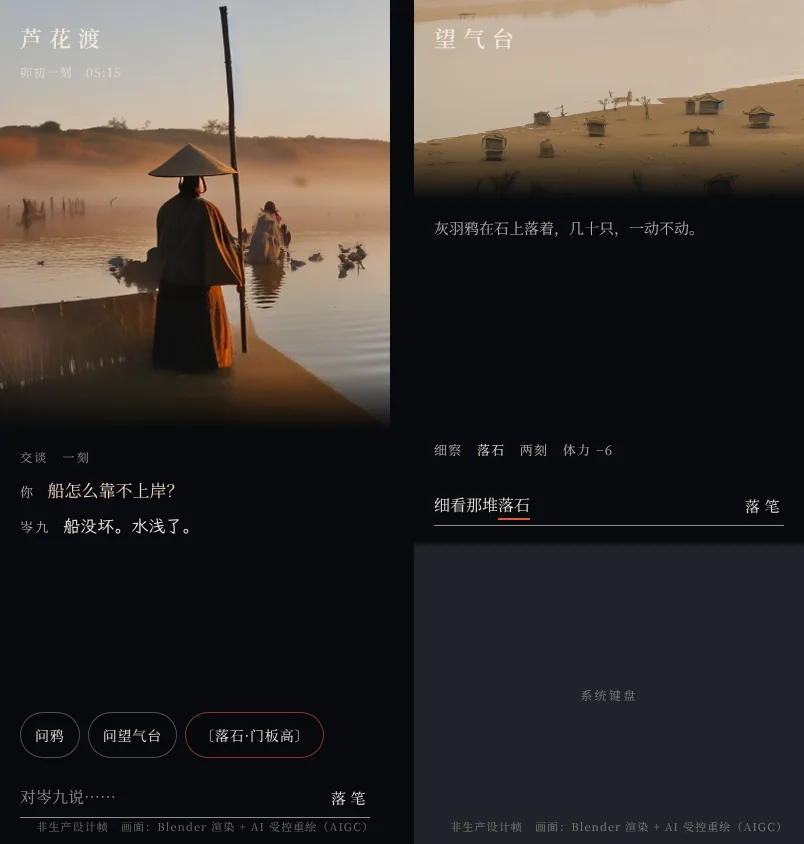 芦花渡
卯初一刻 05:15
交谈 一刻
你 船怎么靠不上岸？
岑九 船没坏。水浅了。
问鸦
问望气台
〔落石·门板高〕
对岑九说……
落笔
非生产设计帧 画面：Blender 渲染 + AI 受控重绘（AIGC）
望气台
灰羽鸦在石上落着，几十只，一动不动。
细察 落石 两刻 体力 −6
细看那堆落石
落笔
系统键盘
非生产设计帧 画面：Blender 渲染 + AI 受控重绘（AIGC）